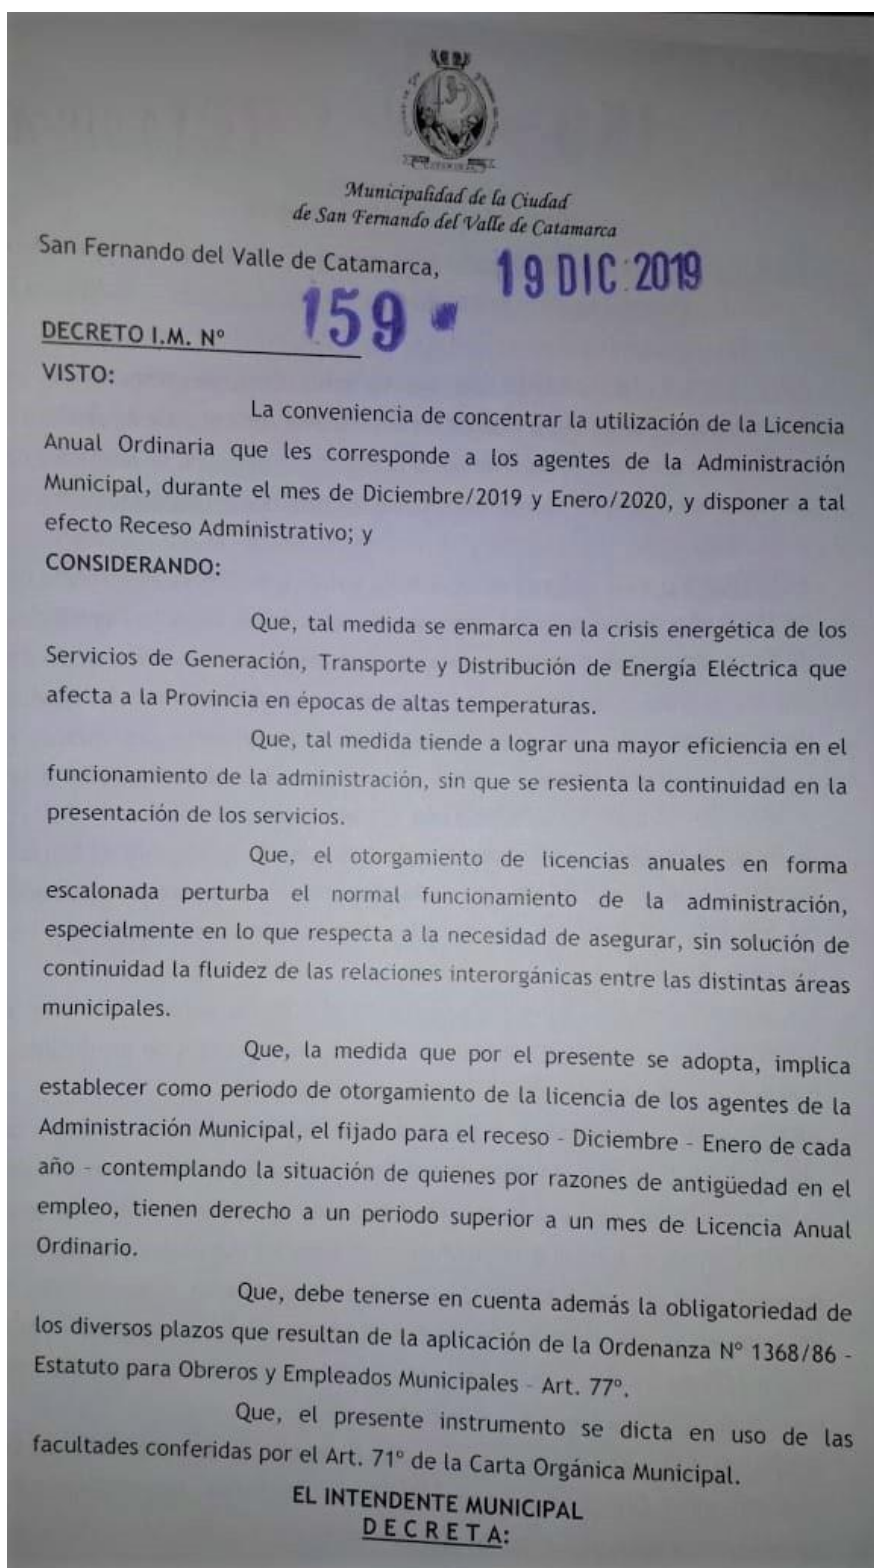 Municipalidad de la Ciudad
de San Fernando del Valle de Catamarca
San Fernando del Valle de Catamarca, 19 DIC 2019
DECRETO I.M. Nº 159-
VISTO:
La conveniencia de concentrar la utilización de la Licencia
Anual Ordinaria que les corresponde a los agentes de la Administración
Municipal, durante el mes de Diciembre/2019 y Enero/2020, y disponer a tal
efecto Receso Administrativo; y
CONSIDERANDO:
Que, tal medida se enmarca en la crisis energética de los
Servicios de Generación, Transporte y Distribución de Energía Eléctrica que
afecta a la Provincia en épocas de altas temperaturas.
Que, tal medida tiende a lograr una mayor eficiencia en el
funcionamiento de la administración, sin que se resienta la continuidad en la
presentación de los servicios.
Que, el otorgamiento de licencias anuales en forma
escalonada perturba el normal funcionamiento de la administración,
especialmente en lo que respecta a la necesidad de asegurar, sin solución de
continuidad la fluidez de las relaciones interorgánicas entre las distintas áreas
municipales.
Que, la medida que por el presente se adopta, implica
establecer como periodo de otorgamiento de la licencia de los agentes de la
Administración Municipal, el fijado para el receso - Diciembre - Enero de cada
año - contemplando la situación de quienes por razones de antigüedad en el
empleo, tienen derecho a un periodo superior a un mes de Licencia Anual
Ordinario.
Que, debe tenerse en cuenta además la obligatoriedad de
los diversos plazos que resultan de la aplicación de la Ordenanza Nº 1368/86 -
Estatuto para Obreros y Empleados Municipales - Art. 77º.
Que, el presente instrumento se dicta en uso de las
facultades conferidas por el Art. 71º de la Carta Orgánica Municipal.
EL INTENDENTE MUNICIPAL
D E C R E T A: